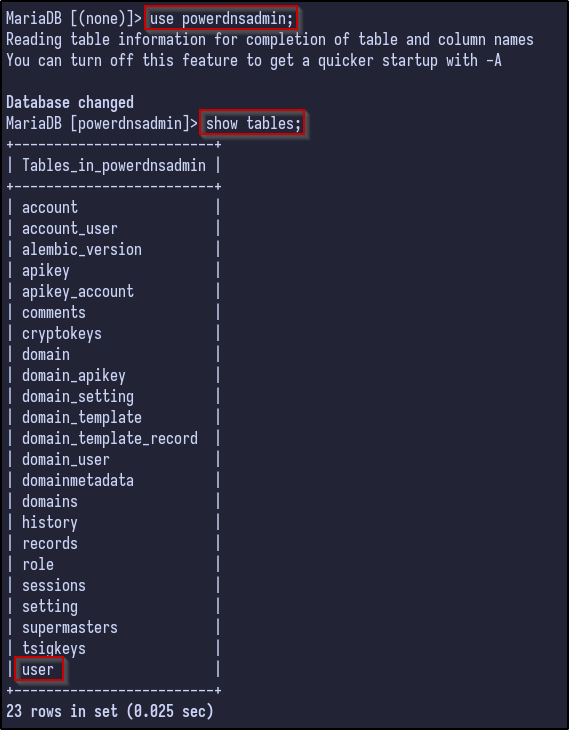 MariaDB [(none)]> use powerdnsadmin;
Reading table information for completion of table and column names
You can turn off this feature to get a quicker startup with -A

Database changed
MariaDB [powerdnsadmin]> show tables;
+-------------------------+
| Tables_in_powerdnsadmin |
+-------------------------+
| account                 |
| account_user            |
| alembic_version         |
| apikey                  |
| apikey_account          |
| comments                |
| cryptokeys              |
| domain                  |
| domain_apikey           |
| domain_setting          |
| domain_template         |
| domain_template_record  |
| domain_user             |
| domainmetadata          |
| domains                 |
| history                 |
| records                 |
| role                    |
| sessions                |
| setting                 |
| supermasters            |
| tsigkeys                |
| user                    |
+-------------------------+
23 rows in set (0.025 sec)